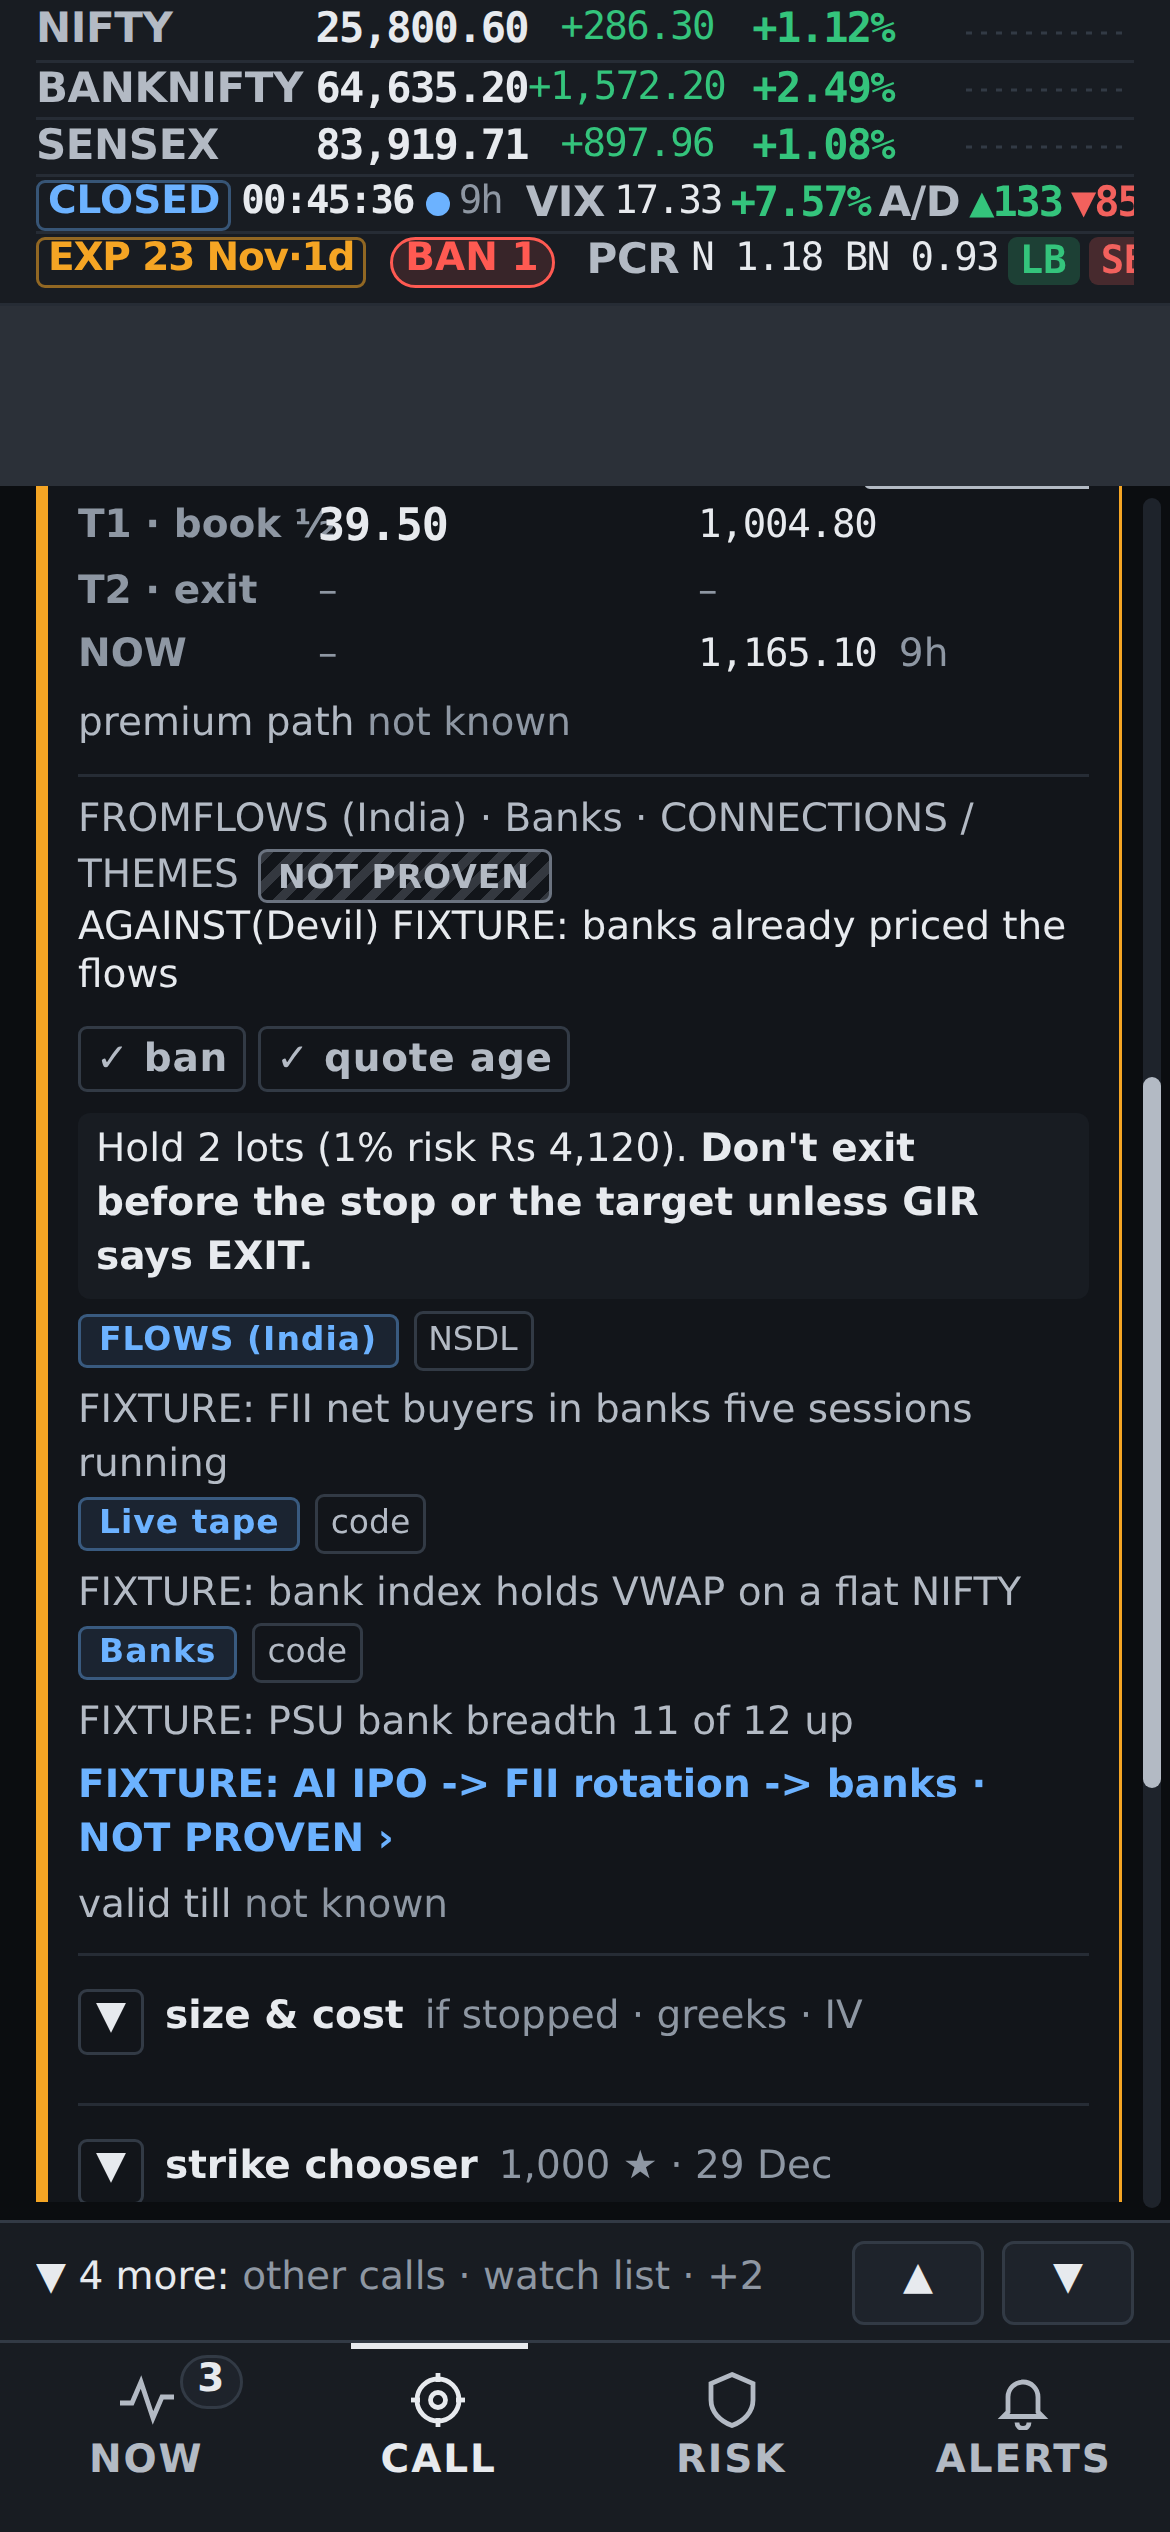 NIFTY 25,800.60 +286.30 +1.12%
BANKNIFTY 64,635.20 +1,572.20 +2.49%
SENSEX 83,919.71 +897.96 +1.08%
CLOSED 00:45:36 9h VIX 17.33 +7.57% A/D ▲133 ▼85
EXP 23 Nov·1d BAN 1 PCR N 1.18 BN 0.93 LB
T1 · book ½ 39.50 1,004.80
T2 · exit – –
NOW – 1,165.10 9h
premium path not known
FROMFLOWS (India) · Banks · CONNECTIONS /
THEMES NOT PROVEN
AGAINST(Devil) FIXTURE: banks already priced the
flows
✓ ban ✓ quote age
Hold 2 lots (1% risk Rs 4,120). Don't exit
before the stop or the target unless GIR
says EXIT.
FLOWS (India) NSDL
FIXTURE: FII net buyers in banks five sessions
running
Live tape code
FIXTURE: bank index holds VWAP on a flat NIFTY
Banks code
FIXTURE: PSU bank breadth 11 of 12 up
FIXTURE: AI IPO -> FII rotation -> banks ·
NOT PROVEN ›
valid till not known
▼ size & cost if stopped · greeks · IV
▼ strike chooser 1,000 ★ · 29 Dec
▼ 4 more: other calls · watch list · +2 ▲ ▼
3
NOW CALL RISK ALERTS